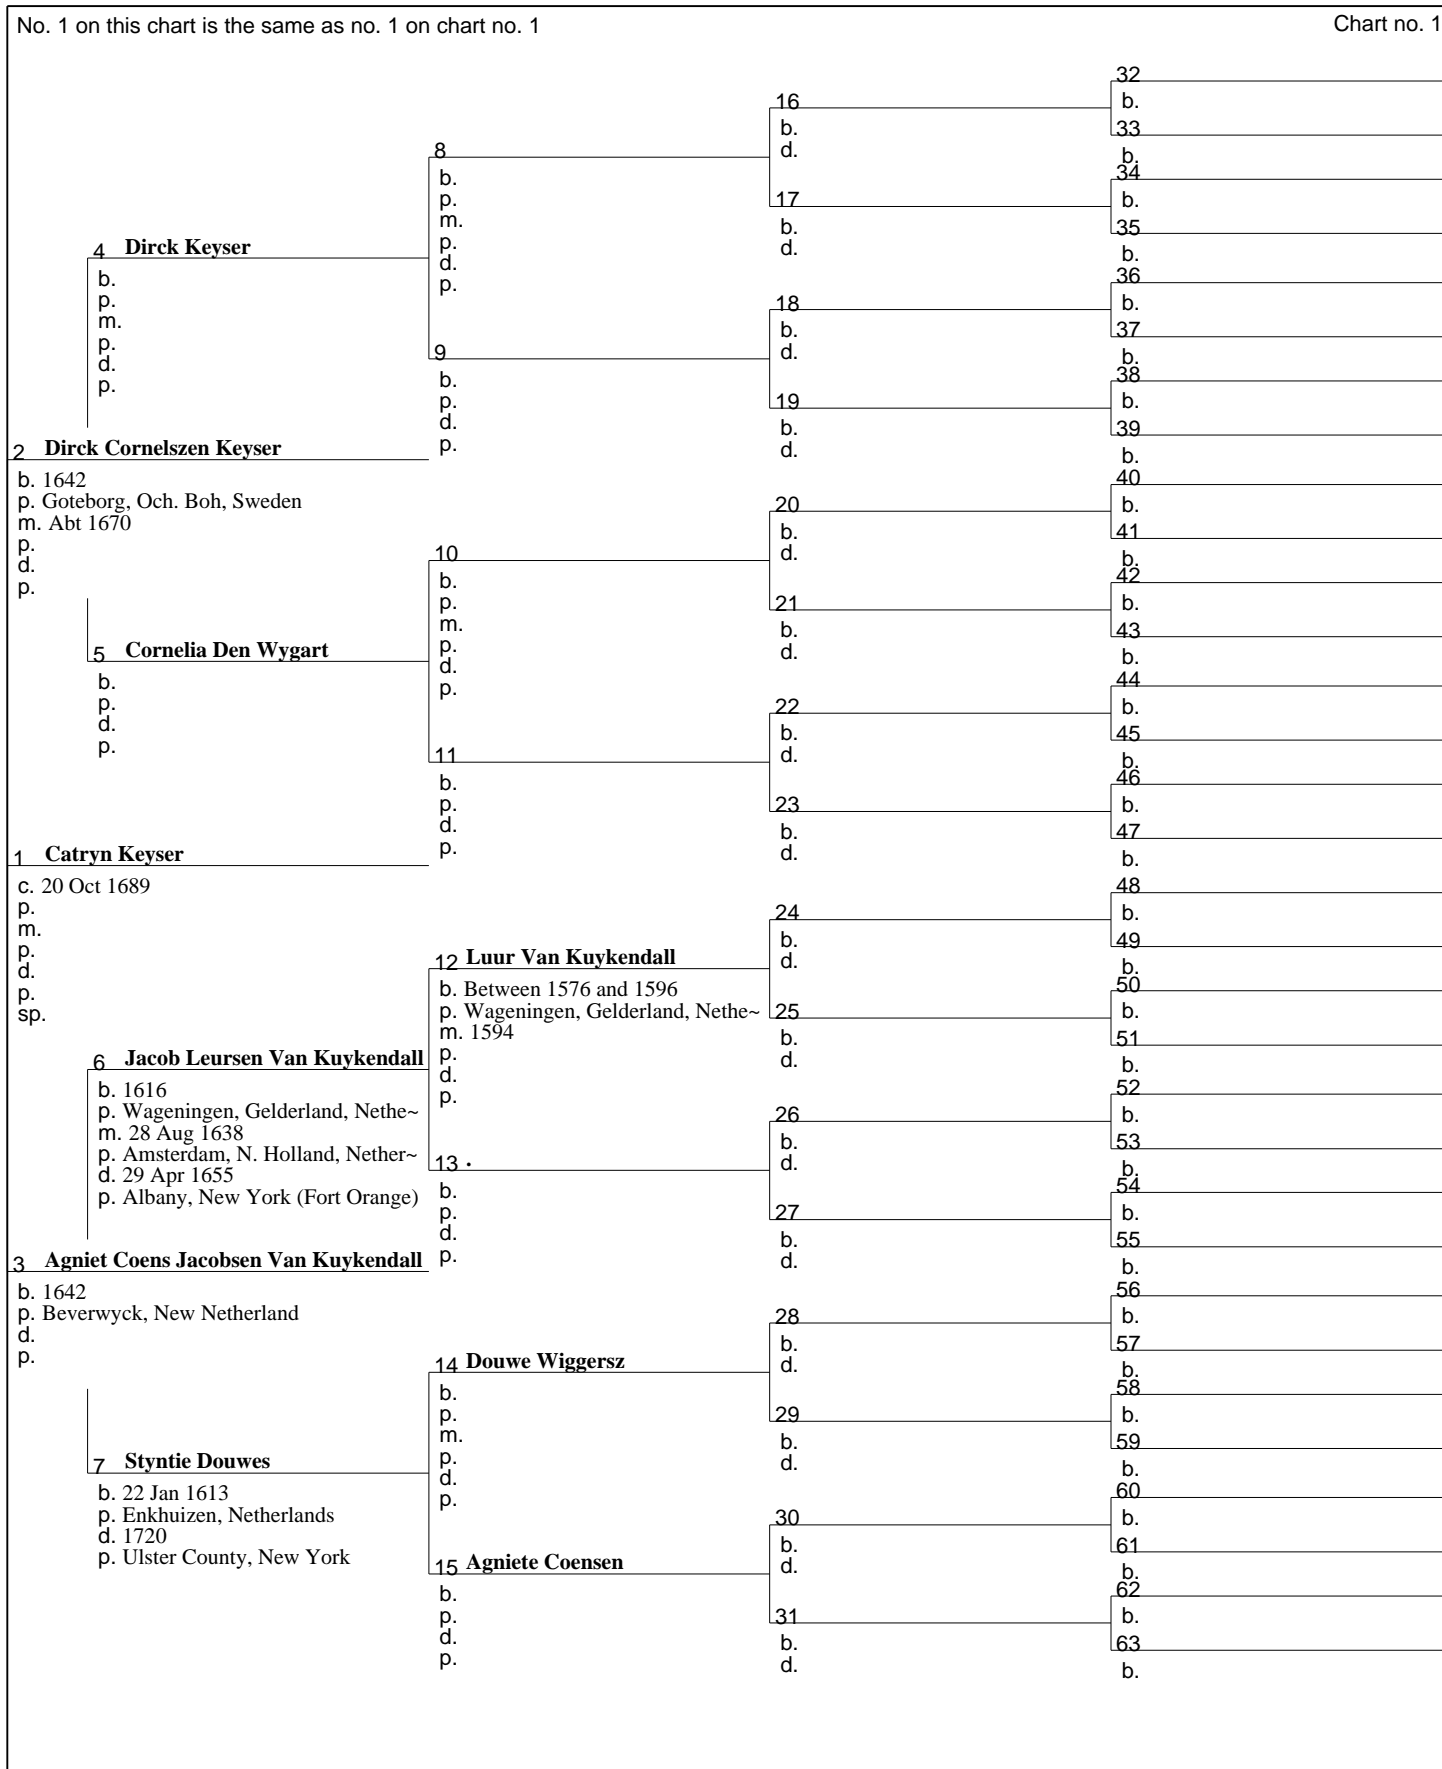 No. 1 on this chart is the same as no. 1 on chart no. 1
Chart no. 1
4 Dirck Keyser
b.
p.
m.
p.
d.
p.
2 Dirck Cornelszen Keyser
b. 1642
p. Goteborg, Och. Boh, Sweden
m. Abt 1670
p.
d.
p.
5 Cornelia Den Wygart
b.
p.
d.
p.
1 Catryn Keyser
c. 20 Oct 1689
p.
m.
p.
d.
p.
sp.
6 Jacob Leursen Van Kuykendall
b. 1616
p. Wageningen, Gelderland, Nethe~
m. 28 Aug 1638
p. Amsterdam, N. Holland, Nether~
d. 29 Apr 1655
p. Albany, New York (Fort Orange)
3 Agniet Coens Jacobsen Van Kuykendall
b. 1642
p. Beverwyck, New Netherland
d.
p.
7 Styntie Douwes
b. 22 Jan 1613
p. Enkhuizen, Netherlands
d. 1720
p. Ulster County, New York
8
b.
p.
m.
p.
d.
p.
9
b.
p.
d.
p.
10
b.
p.
m.
p.
d.
p.
11
b.
p.
d.
p.
12 Luur Van Kuykendall
b. Between 1576 and 1596
p. Wageningen, Gelderland, Nethe~
m. 1594
p.
d.
p.
13 .
b.
p.
d.
p.
14 Douwe Wiggersz
b.
p.
m.
p.
d.
p.
15 Agniete Coensen
b.
p.
d.
p.
16
b.
d.
17
b.
d.
18
b.
d.
19
b.
d.
20
b.
d.
21
b.
d.
22
b.
d.
23
b.
d.
24
b.
d.
25
b.
d.
26
b.
d.
27
b.
d.
28
b.
d.
29
b.
d.
30
b.
d.
31
b.
d.
32
b.
33
b.
34
b.
35
b.
36
b.
37
b.
38
b.
39
b.
40
b.
41
b.
42
b.
43
b.
44
b.
45
b.
46
b.
47
b.
48
b.
49
b.
50
b.
51
b.
52
b.
53
b.
54
b.
55
b.
56
b.
57
b.
58
b.
59
b.
60
b.
61
b.
62
b.
63
b.